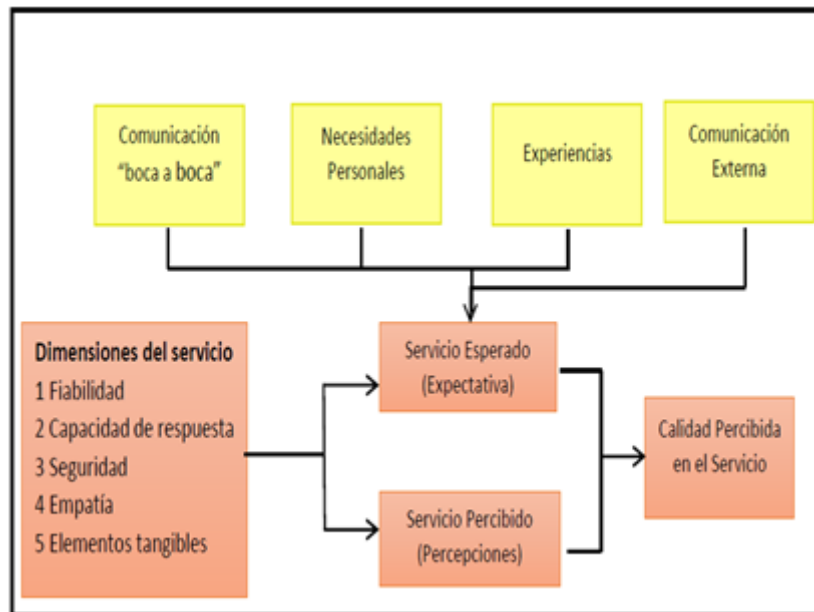 Comunicación
“boca a boca”
Necesidades
Personales
Experiencias
Comunicación
Externa
Dimensiones del servicio
1 Fiabilidad
2 Capacidad de respuesta
3 Seguridad
4 Empatía
5 Elementos tangibles
Servicio Esperado
(Expectativa)
Servicio Percibido
(Percepciones)
Calidad Percibida
en el Servicio